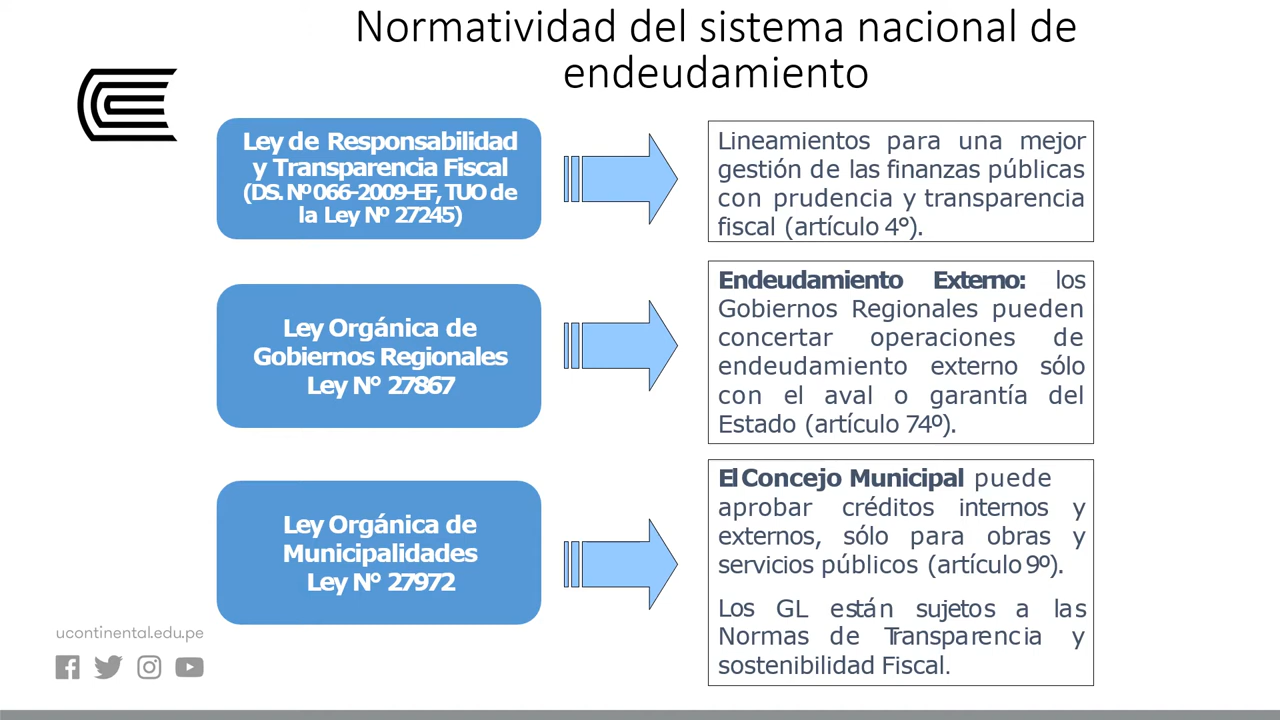 Normatividad del sistema nacional de
endeudamiento
Ley de Responsabilidad
y Transparencia Fiscal
(DS. Nº 066-2009-EF, TUO de
la Ley Nº 27245)
Lineamientos para una mejor
gestión de las finanzas públicas
con prudencia y transparencia
fiscal (artículo 4°).
Ley Orgánica de
Gobiernos Regionales
Ley Nº 27867
Endeudamiento Externo: los
Gobiernos Regionales pueden
concertar operaciones de
endeudamiento externo sólo
con el aval o garantía del
Estado (artículo 74º).
Ley Orgánica de
Municipalidades
Ley Nº 27972
El Concejo Municipal puede
aprobar créditos internos y
externos, sólo para obras y
servicios públicos (artículo 9º).
Los GL están sujetos a las
Normas de Transparencia y
sostenibilidad Fiscal.
ucontinental.edu.pe